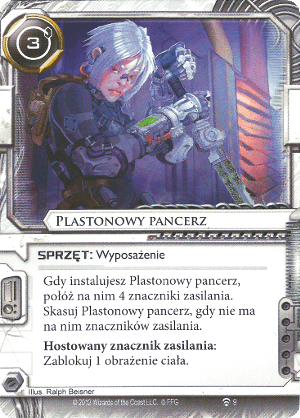 3
PLASTONOWY PANCERZ
SPRZĘT: Wyposażenie
Gdy instalujesz Plastonowy pancerz,
połóż na nim 4 znaczniki zasilania.
Skasuj Plastonowy pancerz, gdy nie ma
na nim znaczników zasilania.
Hostowany znacznik zasilania:
Zablokuj 1 obrażenie ciała.
Illus. Ralph Beisner
© 2012 Wizards of the Coast LLC. © FFG
9